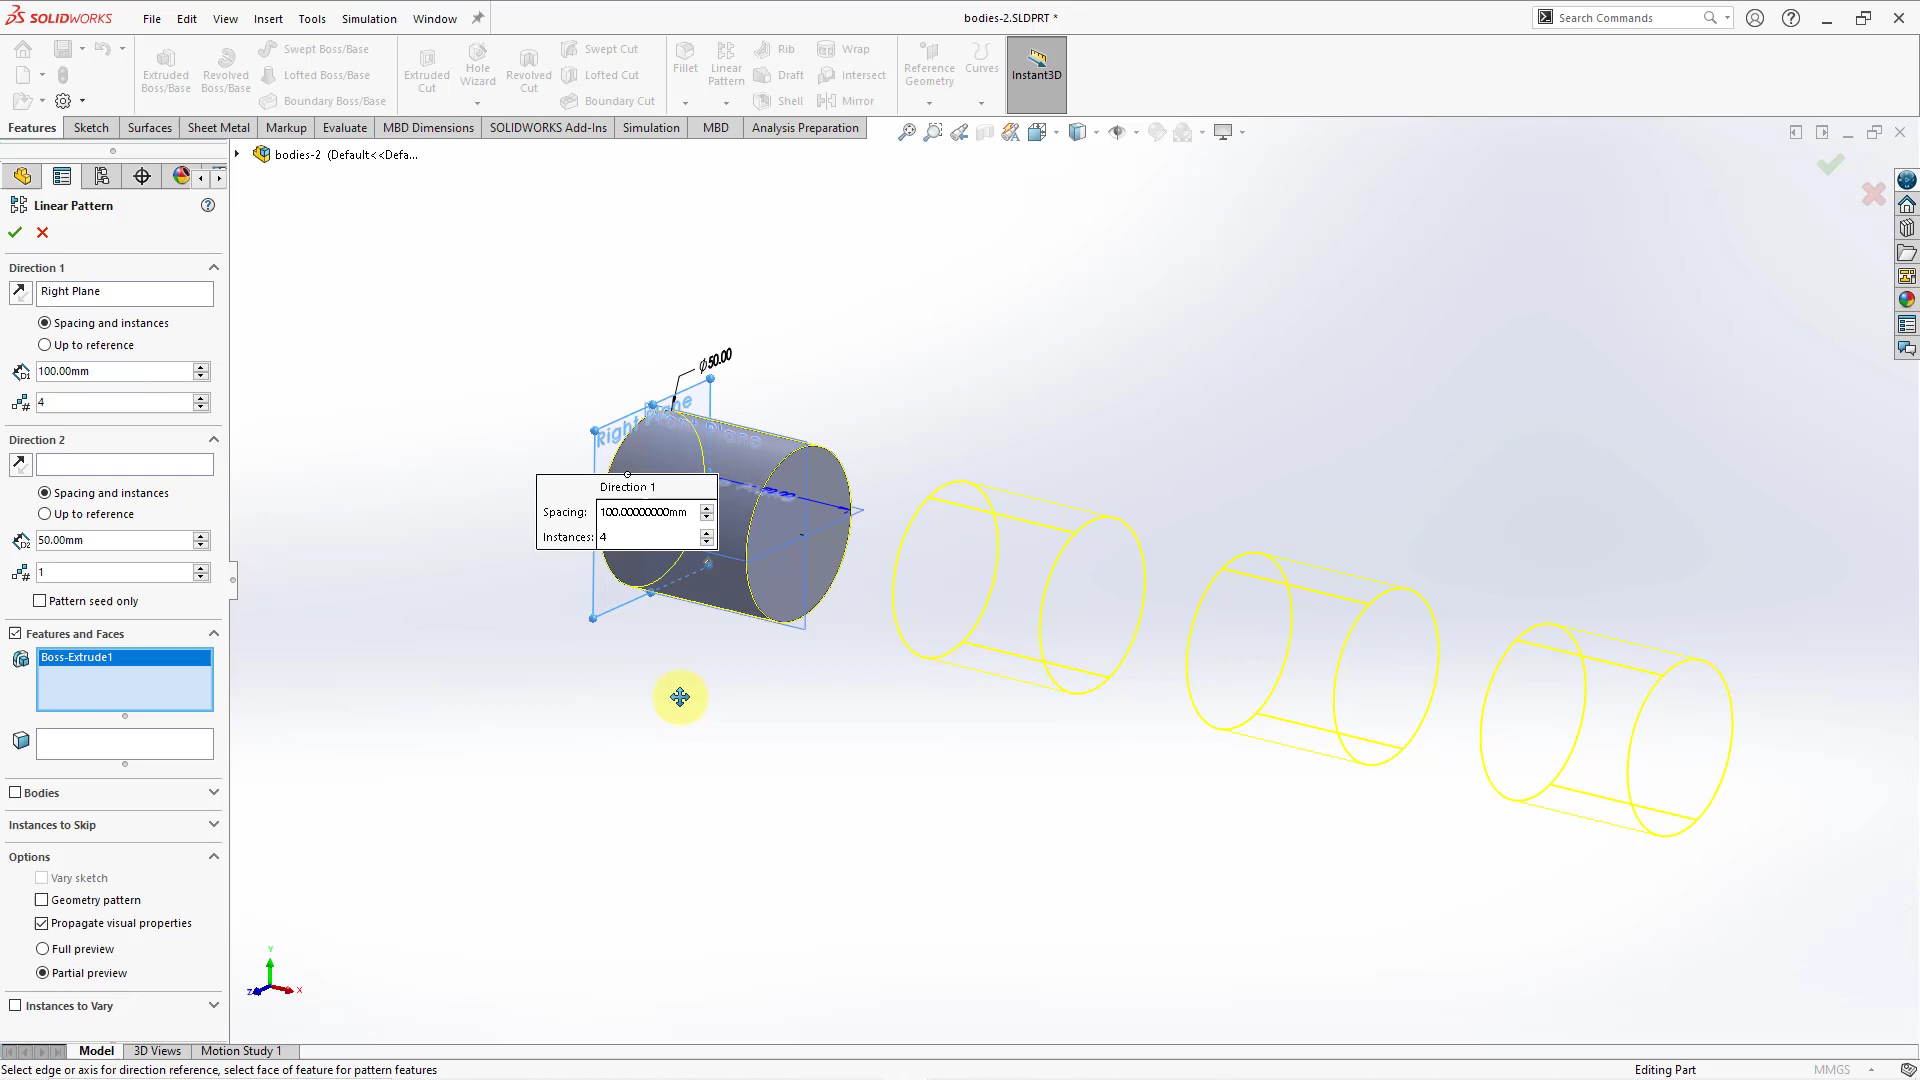 SOLIDWORKS
File
Edit
View
Insert
Tools
Simulation
Window
bodies-2.SLDPRT *
Search Commands
Extruded Boss/Base
Revolved Boss/Base
Swept Boss/Base
Lofted Boss/Base
Boundary Boss/Base
Extruded Cut
Hole Wizard
Revolved Cut
Swept Cut
Lofted Cut
Boundary Cut
Fillet
Linear Pattern
Rib
Draft
Shell
Wrap
Intersect
Mirror
Reference Geometry
Curves
Instant3D
Features
Sketch
Surfaces
Sheet Metal
Markup
Evaluate
MBD Dimensions
SOLIDWORKS Add-Ins
Simulation
MBD
Analysis Preparation
bodies-2 (Default<<Defa...
Linear Pattern
Direction 1
Right Plane
Spacing and instances
Up to reference
D1
100.00mm
#
4
Direction 2
Spacing and instances
Up to reference
D2
50.00mm
#
1
Pattern seed only
Features and Faces
Boss-Extrude1
Bodies
Instances to Skip
Options
Vary sketch
Geometry pattern
Propagate visual properties
Full preview
Partial preview
Instances to Vary
⌀50.00
Right Plane
Direction 1
Spacing: 100.00000000mm
Instances: 4
Y
Z
X
Model
3D Views
Motion Study 1
Select edge or axis for direction reference, select face of feature for pattern features
Editing Part
MMGS